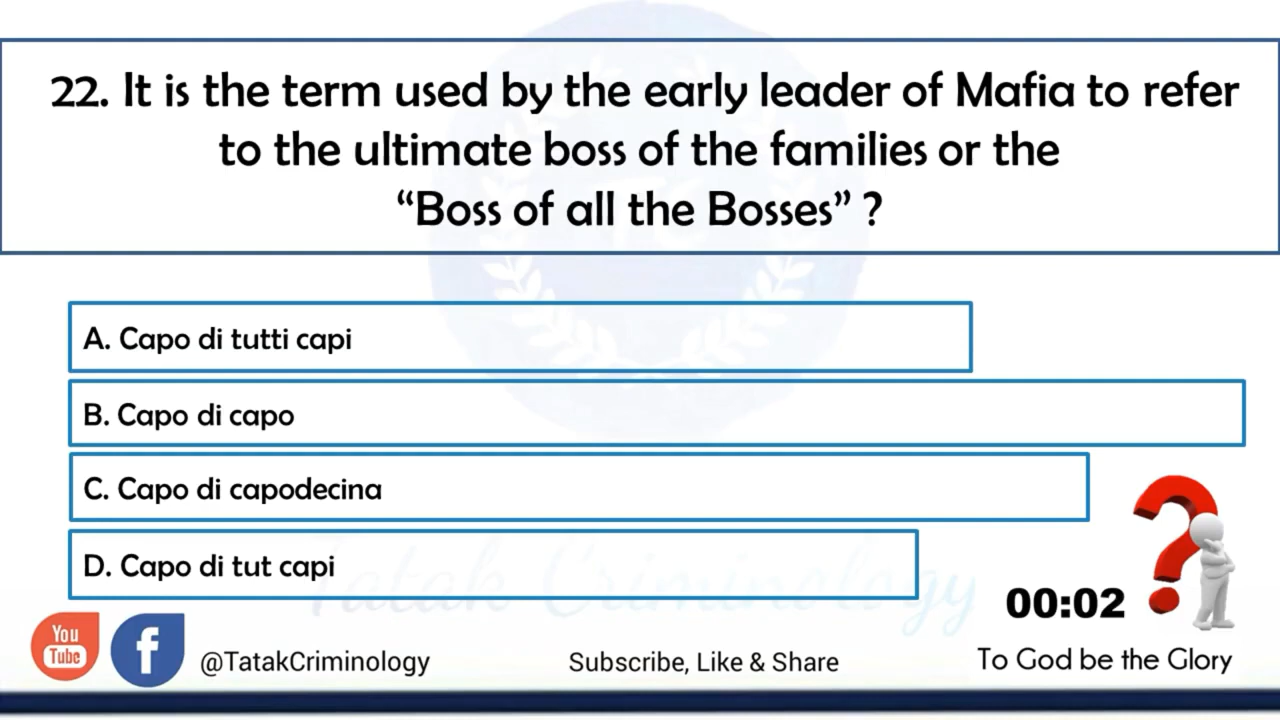 22. It is the term used by the early leader of Mafia to refer
to the ultimate boss of the families or the
“Boss of all the Bosses” ?
A. Capo di tutti capi
B. Capo di capo
C. Capo di capodecina
D. Capo di tut capi
Tatak Criminology
00:02
You
Tube
f
@TatakCriminology
Subscribe, Like & Share
To God be the Glory